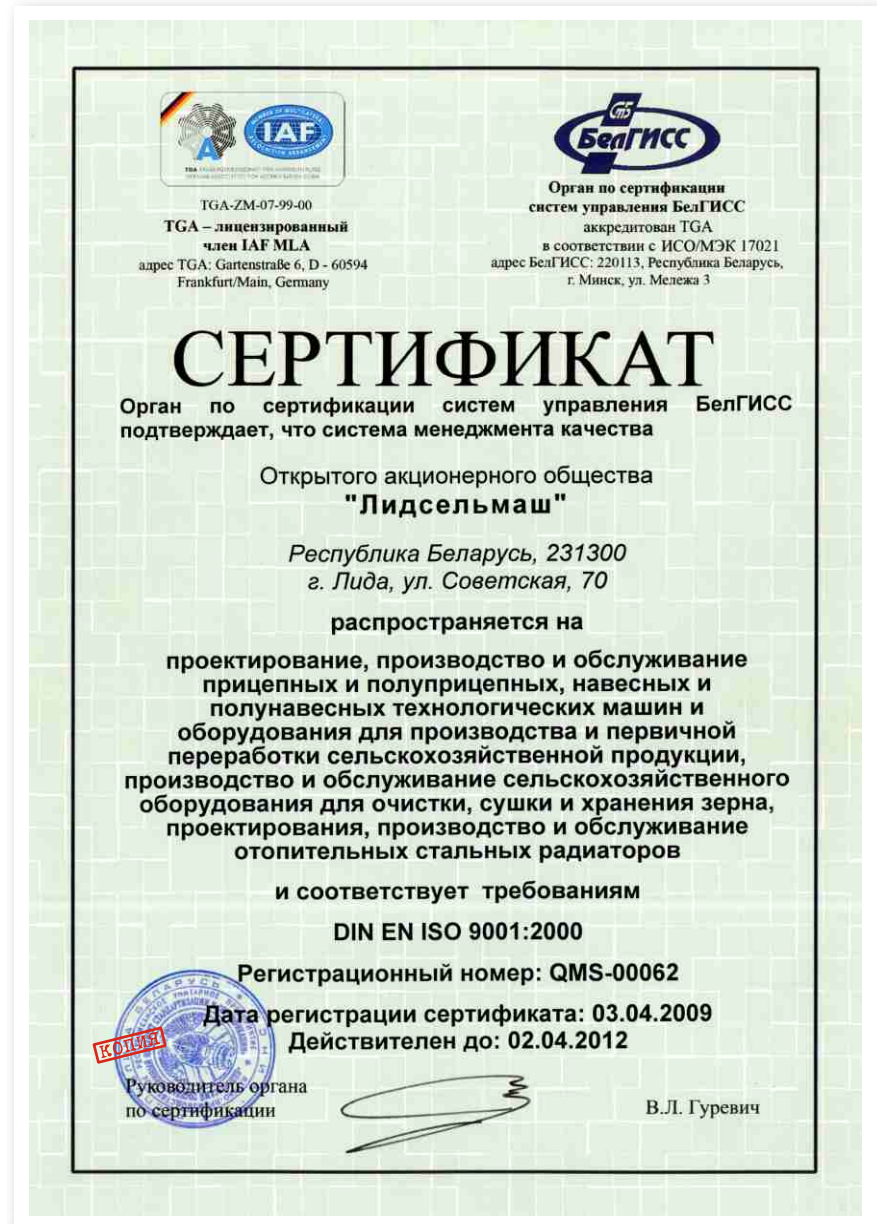 IAF
TGA-ZM-07-99-00
TGA – лицензированный
член IAF MLA
адрес TGA: Gartenstraße 6, D - 60594
Frankfurt/Main, Germany
БелГИСС
Орган по сертификации
систем управления БелГИСС
аккредитован TGA
в соответствии с ИСО/МЭК 17021
адрес БелГИСС: 220113, Республика Беларусь,
г. Минск, ул. Мележа 3
СЕРТИФИКАТ
Орган по сертификации систем управления БелГИСС
подтверждает, что система менеджмента качества
Открытого акционерного общества
"Лидсельмаш"
Республика Беларусь, 231300
г. Лида, ул. Советская, 70
распространяется на
проектирование, производство и обслуживание
прицепных и полуприцепных, навесных и
полунавесных технологических машин и
оборудования для производства и первичной
переработки сельскохозяйственной продукции,
производство и обслуживание сельскохозяйственного
оборудования для очистки, сушки и хранения зерна,
проектирования, производство и обслуживание
отопительных стальных радиаторов
и соответствует требованиям
DIN EN ISO 9001:2000
Регистрационный номер: QMS-00062
Дата регистрации сертификата: 03.04.2009
Действителен до: 02.04.2012
КОПИЯ
Руководитель органа
по сертификации
В.Л. Гуревич